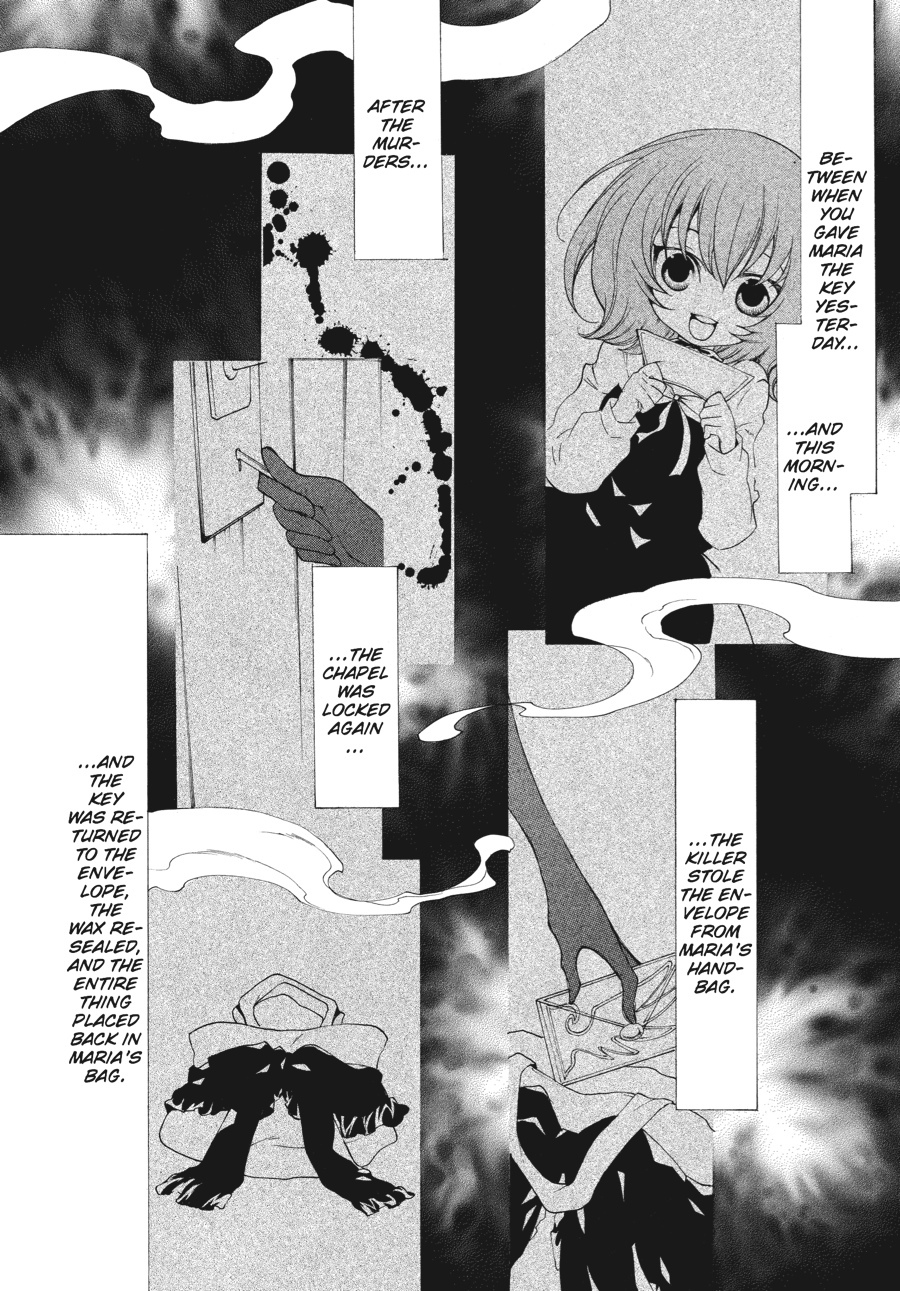 BE-
TWEEN
WHEN
YOU
GAVE
MARIA
THE
KEY
YES-
TER-
DAY...
...AND
THIS
MORN-
ING...
...THE
KILLER
STOLE
THE EN-
VELOPE
FROM
MARIA'S
HAND-
BAG.
AFTER
THE
MUR-
DERS...
...THE
CHAPEL
WAS
LOCKED
AGAIN
...
...AND
THE
KEY
WAS RE-
TURNED
TO THE
ENVE-
LOPE,
THE
WAX RE-
SEALED,
AND THE
ENTIRE
THING
PLACED
BACK IN
MARIA'S
BAG.